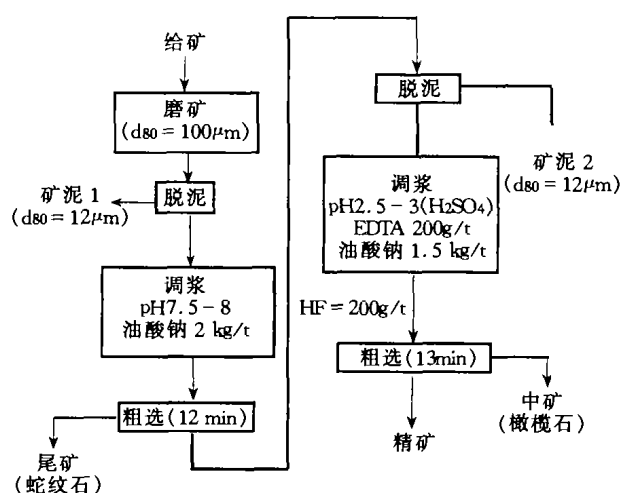 给矿
磨矿
(d80 = 100μm)
脱泥
矿泥 1
(d80 = 12μm)
调浆
pH7.5-8
油酸钠 2 kg/t
粗选(12 min)
尾矿
(蛇纹石)
脱泥
矿泥 2
(d80 = 12μm)
调浆
pH2.5-3(H2SO4)
EDTA 200g/t
油酸钠 1.5 kg/t
HF=200g/t
粗选(13min)
中矿
(橄榄石)
精矿